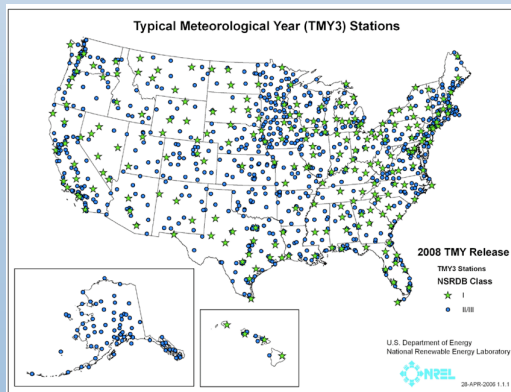 Typical Meteorological Year (TMY3) Stations
2008 TMY Release
TMY3 Stations
NSRDB Class
I
II/III
U.S. Department of Energy
National Renewable Energy Laboratory
NREL
28-APR-2006 1.1.1